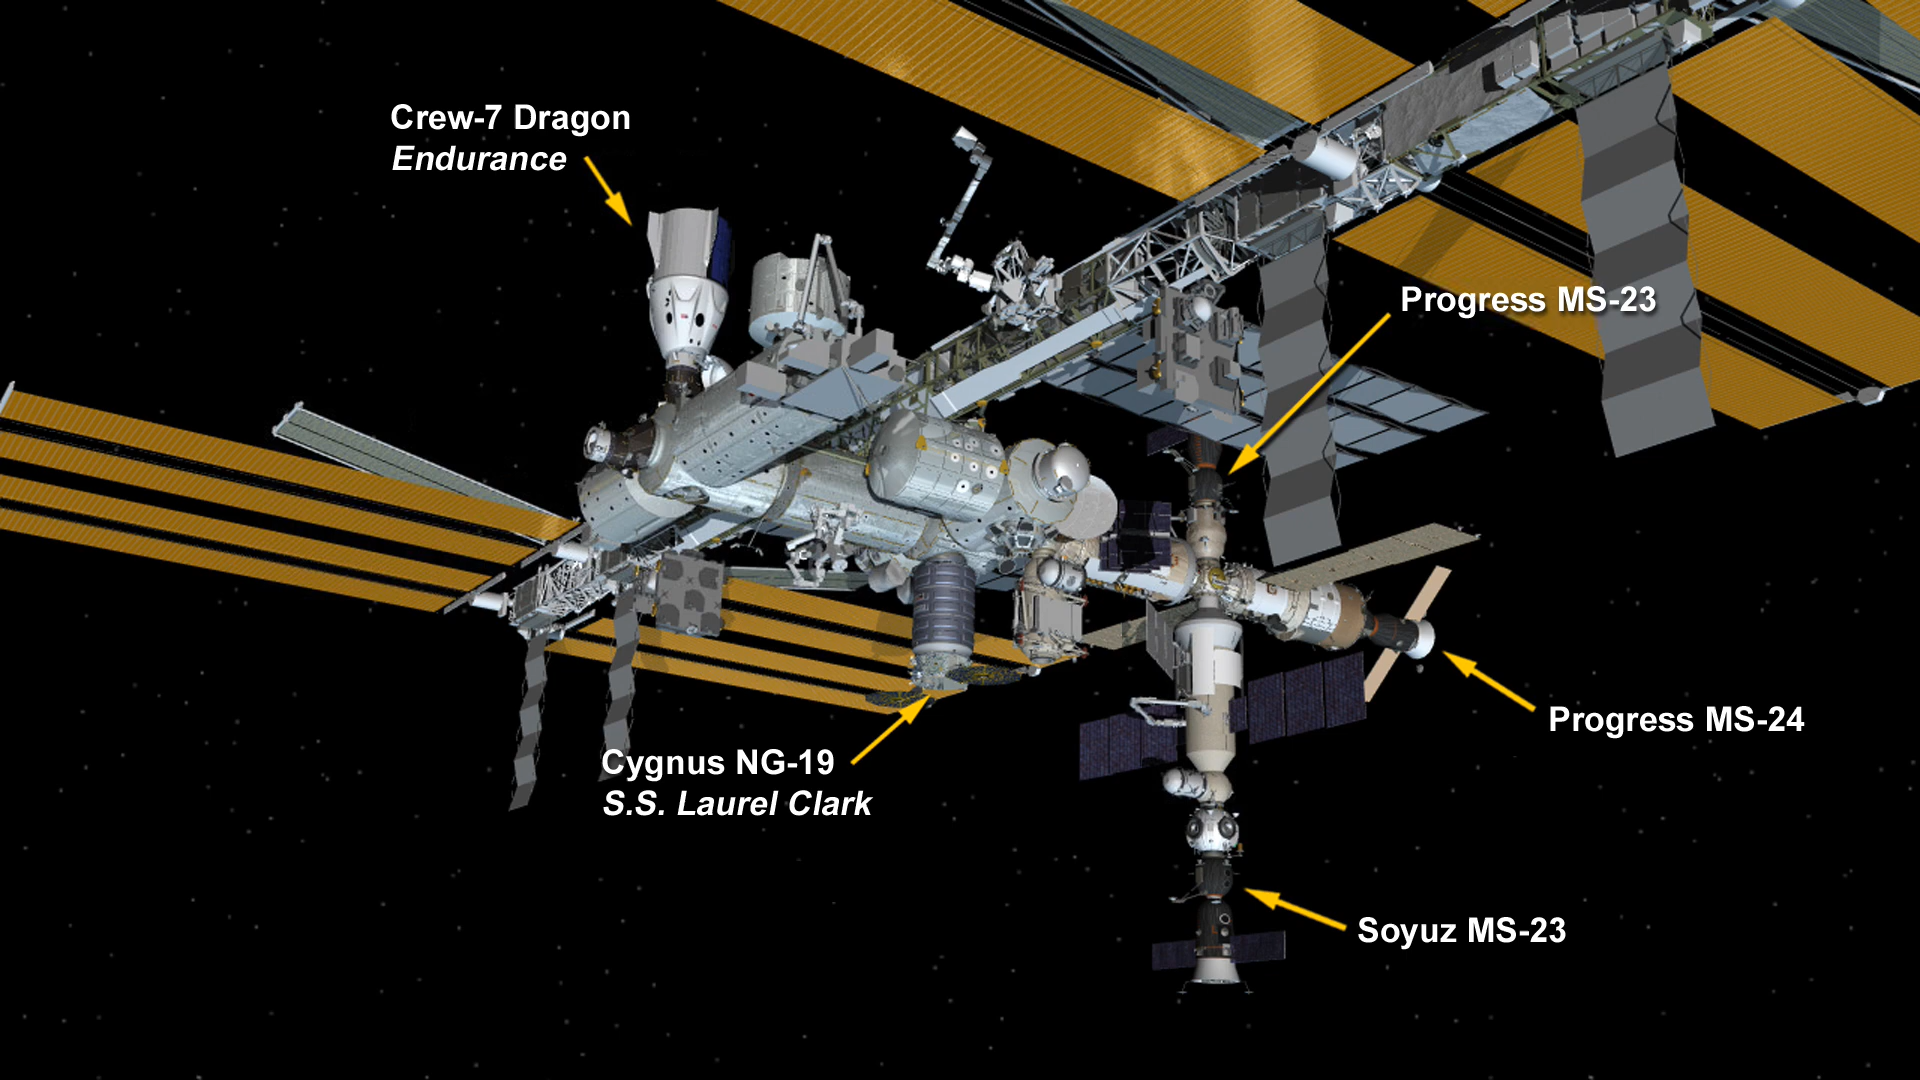 Crew-7 Dragon
Endurance
Progress MS-23
Progress MS-24
Cygnus NG-19
S.S. Laurel Clark
Soyuz MS-23